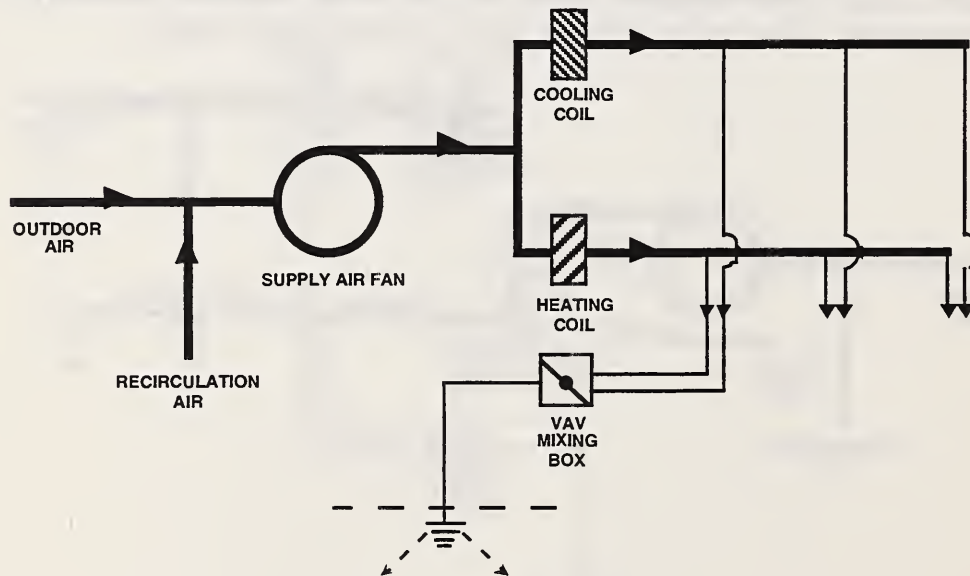 COOLING
COIL
OUTDOOR
AIR
SUPPLY AIR FAN
HEATING
COIL
RECIRCULATION
AIR
VAV
MIXING
BOX